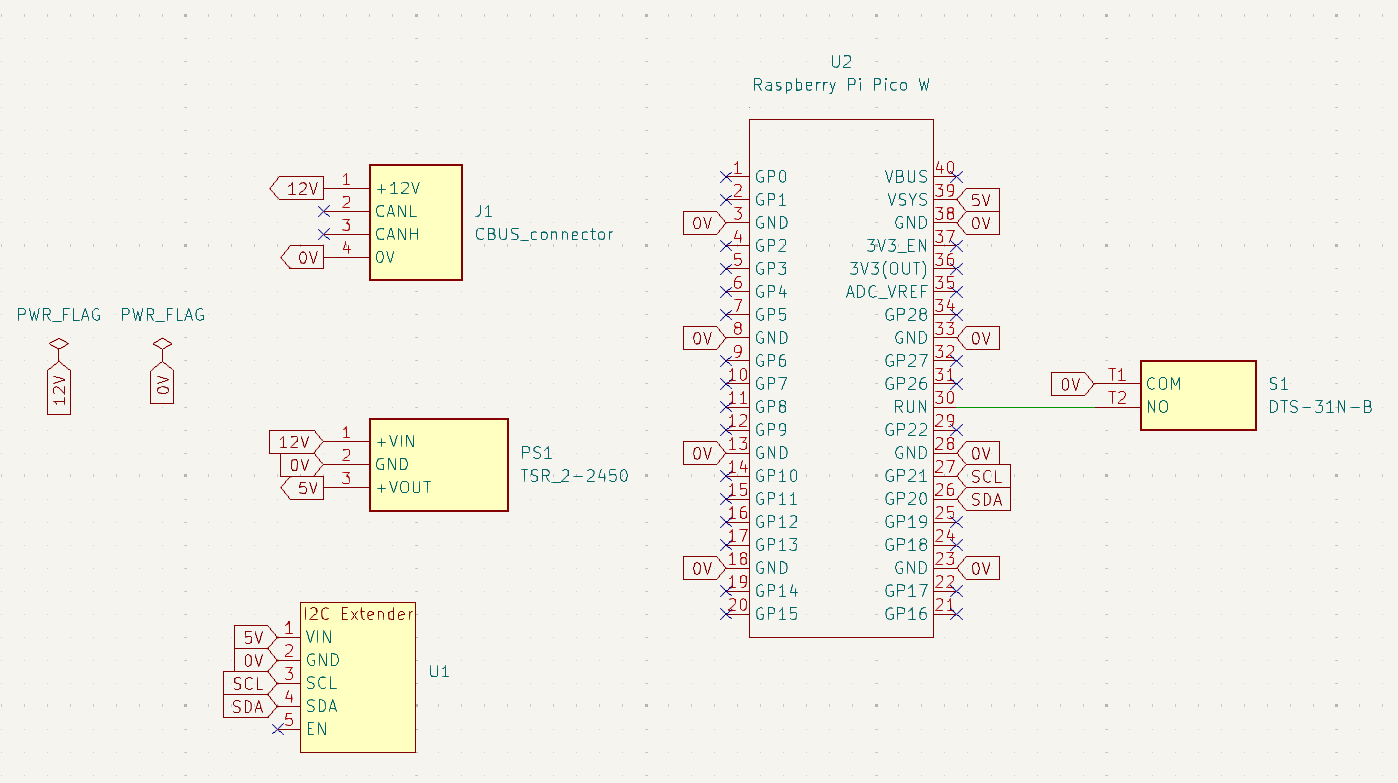 U2
Raspberry Pi Pico W
12V 1 +12V
2 CANL
3 CANH
0V 4 0V
J1
CBUS_connector
PWR_FLAG PWR_FLAG
12V 0V
12V 1 +VIN
0V 2 GND
5V 3 +VOUT
PS1
TSR_2-2450
I2C Extender
5V 1 VIN
0V 2 GND
SCL 3 SCL
SDA 4 SDA
5 EN
U1
1 GP0 VBUS 40
2 GP1 VSYS 39 5V
0V 3 GND GND 38 0V
4 GP2 3V3_EN 37
5 GP3 3V3(OUT) 36
6 GP4 ADC_VREF 35
7 GP5 GP28 34
0V 8 GND GND 33 0V
9 GP6 GP27 32
10 GP7 GP26 31
11 GP8 RUN 30
12 GP9 GP22 29
0V 13 GND GND 28 0V
14 GP10 GP21 27 SCL
15 GP11 GP20 26 SDA
16 GP12 GP19 25
17 GP13 GP18 24
0V 18 GND GND 23 0V
19 GP14 GP17 22
20 GP15 GP16 21
0V T1 COM
T2 NO
S1
DTS-31N-B